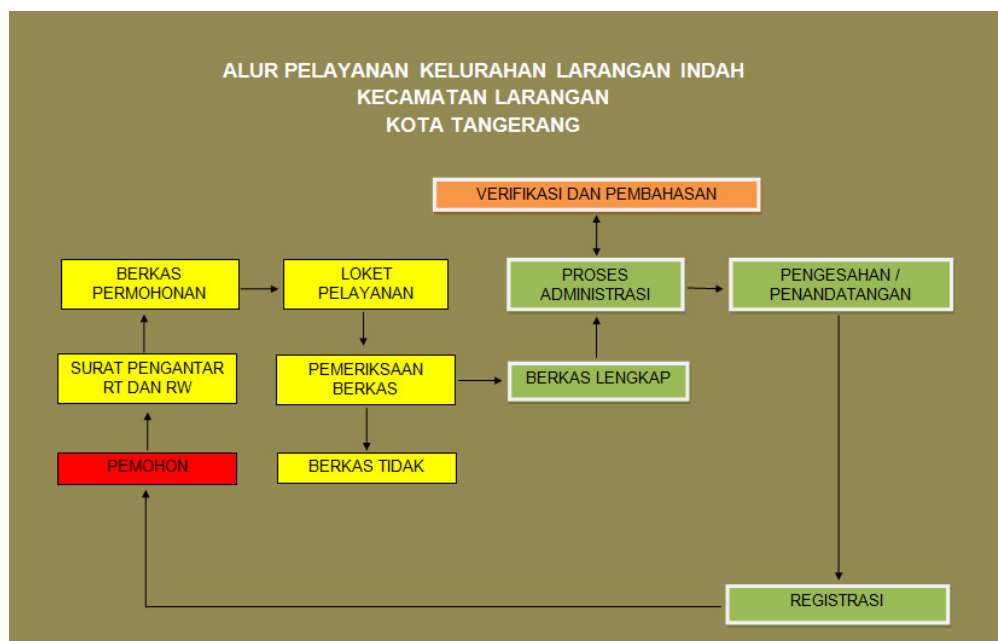 ALUR PELAYANAN KELURAHAN LARANGAN INDAH
KECAMATAN LARANGAN
KOTA TANGERANG
VERIFIKASI DAN PEMBAHASAN
BERKAS
PERMOHONAN
LOKET
PELAYANAN
PROSES
ADMINISTRASI
PENGESAHAN /
PENANDATANGAN
SURAT PENGANTAR
RT DAN RW
PEMERIKSAAN
BERKAS
BERKAS LENGKAP
PEMOHON
BERKAS TIDAK
REGISTRASI